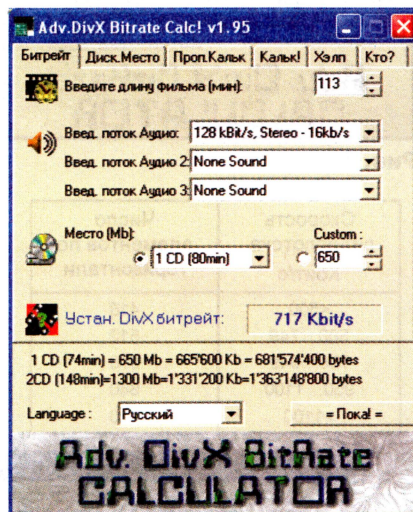 Adv.DivX Bitrate Calc! v1.95
Битрейт Диск.Место Проп.Кальк Кальк! Хэлп Кто?
Введите длину фильма (мин): 113
Введ. поток Аудио: 128 kBit/s, Stereo - 16kb/s
Введ. поток Аудио 2: None Sound
Введ. поток Аудио 3: None Sound
Место (Mb): Custom :
1 CD (80min) 650
Устан. DivX битрейт: 717 Kbit/s
1 CD (74min) = 650 Mb = 665'600 Kb = 681'574'400 bytes
2CD (148min)=1300 Mb=1'331'200 Kb=1'363'148'800 bytes
Language : Русский = Пока! =
Adv. DivX BitRate
CALCULATOR